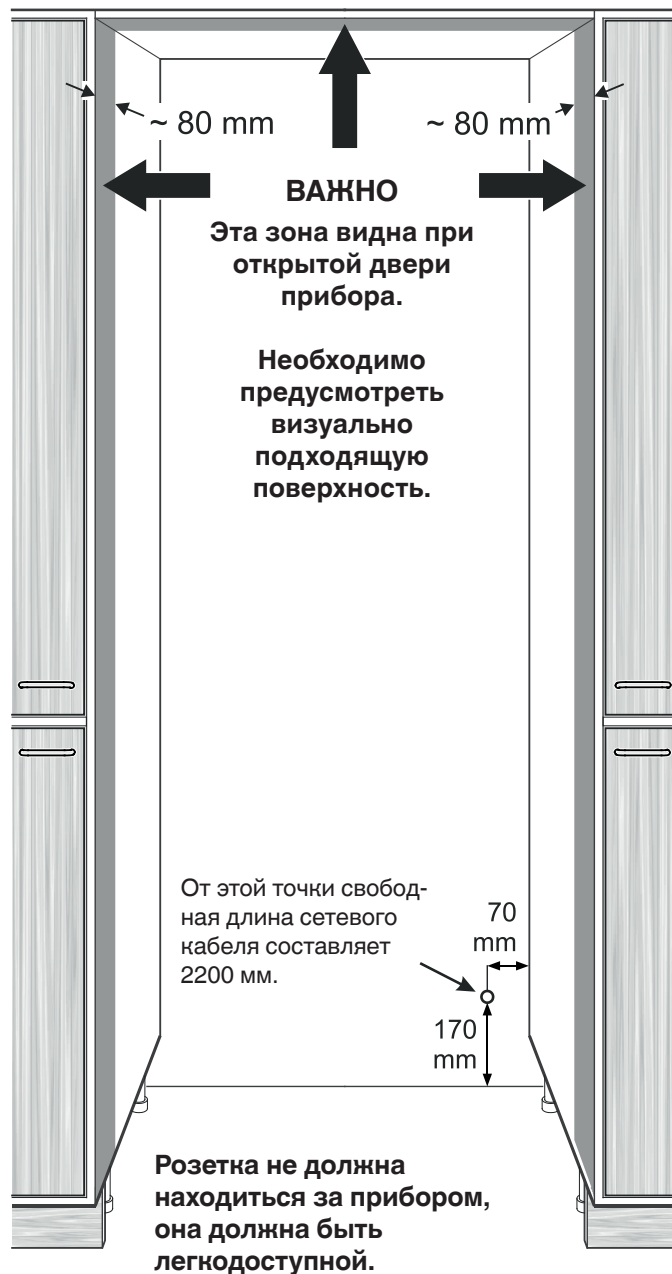 ~ 80 mm
~ 80 mm
ВАЖНО
Эта зона видна при
открытой двери
прибора.
Необходимо
предусмотреть
визуально
подходящую
поверхность.
От этой точки свобод-
ная длина сетевого
кабеля составляет
2200 мм.
70
mm
170
mm
Розетка не должна
находиться за прибором,
она должна быть
легкодоступной.